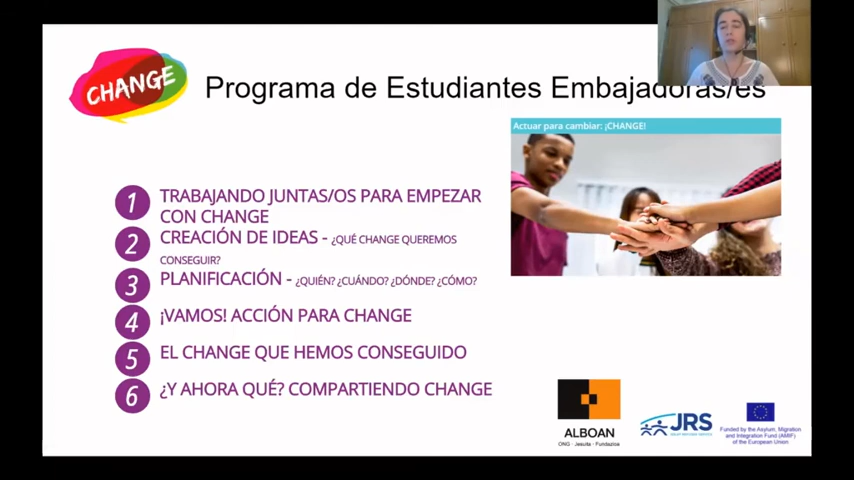 CHANGE
Programa de Estudiantes Embajadoras/es
Actuar para cambiar: ¡CHANGE!
1 TRABAJANDO JUNTAS/OS PARA EMPEZAR
CON CHANGE
2 CREACIÓN DE IDEAS - ¿QUÉ CHANGE QUEREMOS
CONSEGUIR?
3 PLANIFICACIÓN - ¿QUIÉN? ¿CUÁNDO? ¿DÓNDE? ¿CÓMO?
4 ¡VAMOS! ACCIÓN PARA CHANGE
5 EL CHANGE QUE HEMOS CONSEGUIDO
6 ¿Y AHORA QUÉ? COMPARTIENDO CHANGE
ALBOAN
ONG · Jesuita · Fundazioa
JRS
JESUIT REFUGEE SERVICE
Funded by the Asylum, Migration
and Integration Fund (AMIF)
of the European Union